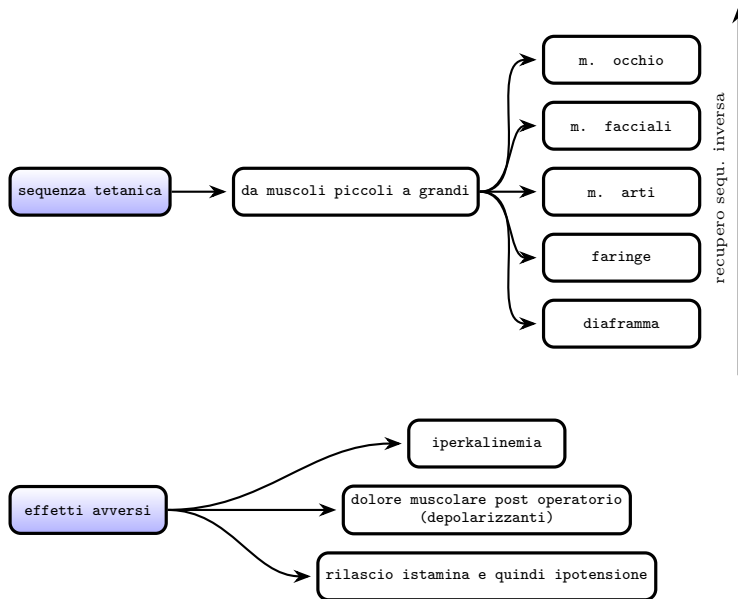 m. occhio
m. facciali
sequenza tetanica
da muscoli piccoli a grandi
m. arti
faringe
diaframma
recupero sequ. inversa
iperkalinemia
effetti avversi
dolore muscolare post operatorio
(depolarizzanti)
rilascio istamina e quindi ipotensione